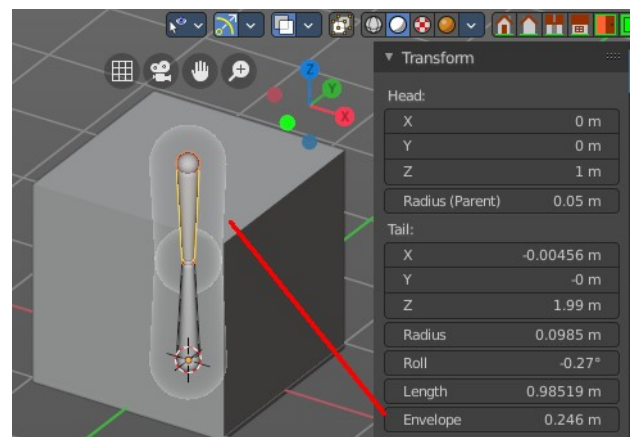 Z
Y
X
Transform
Head:
X 0 m
Y 0 m
Z 1 m
Radius (Parent) 0.05 m
Tail:
X -0.00456 m
Y -0 m
Z 1.99 m
Radius 0.0985 m
Roll -0.27°
Length 0.98519 m
Envelope 0.246 m